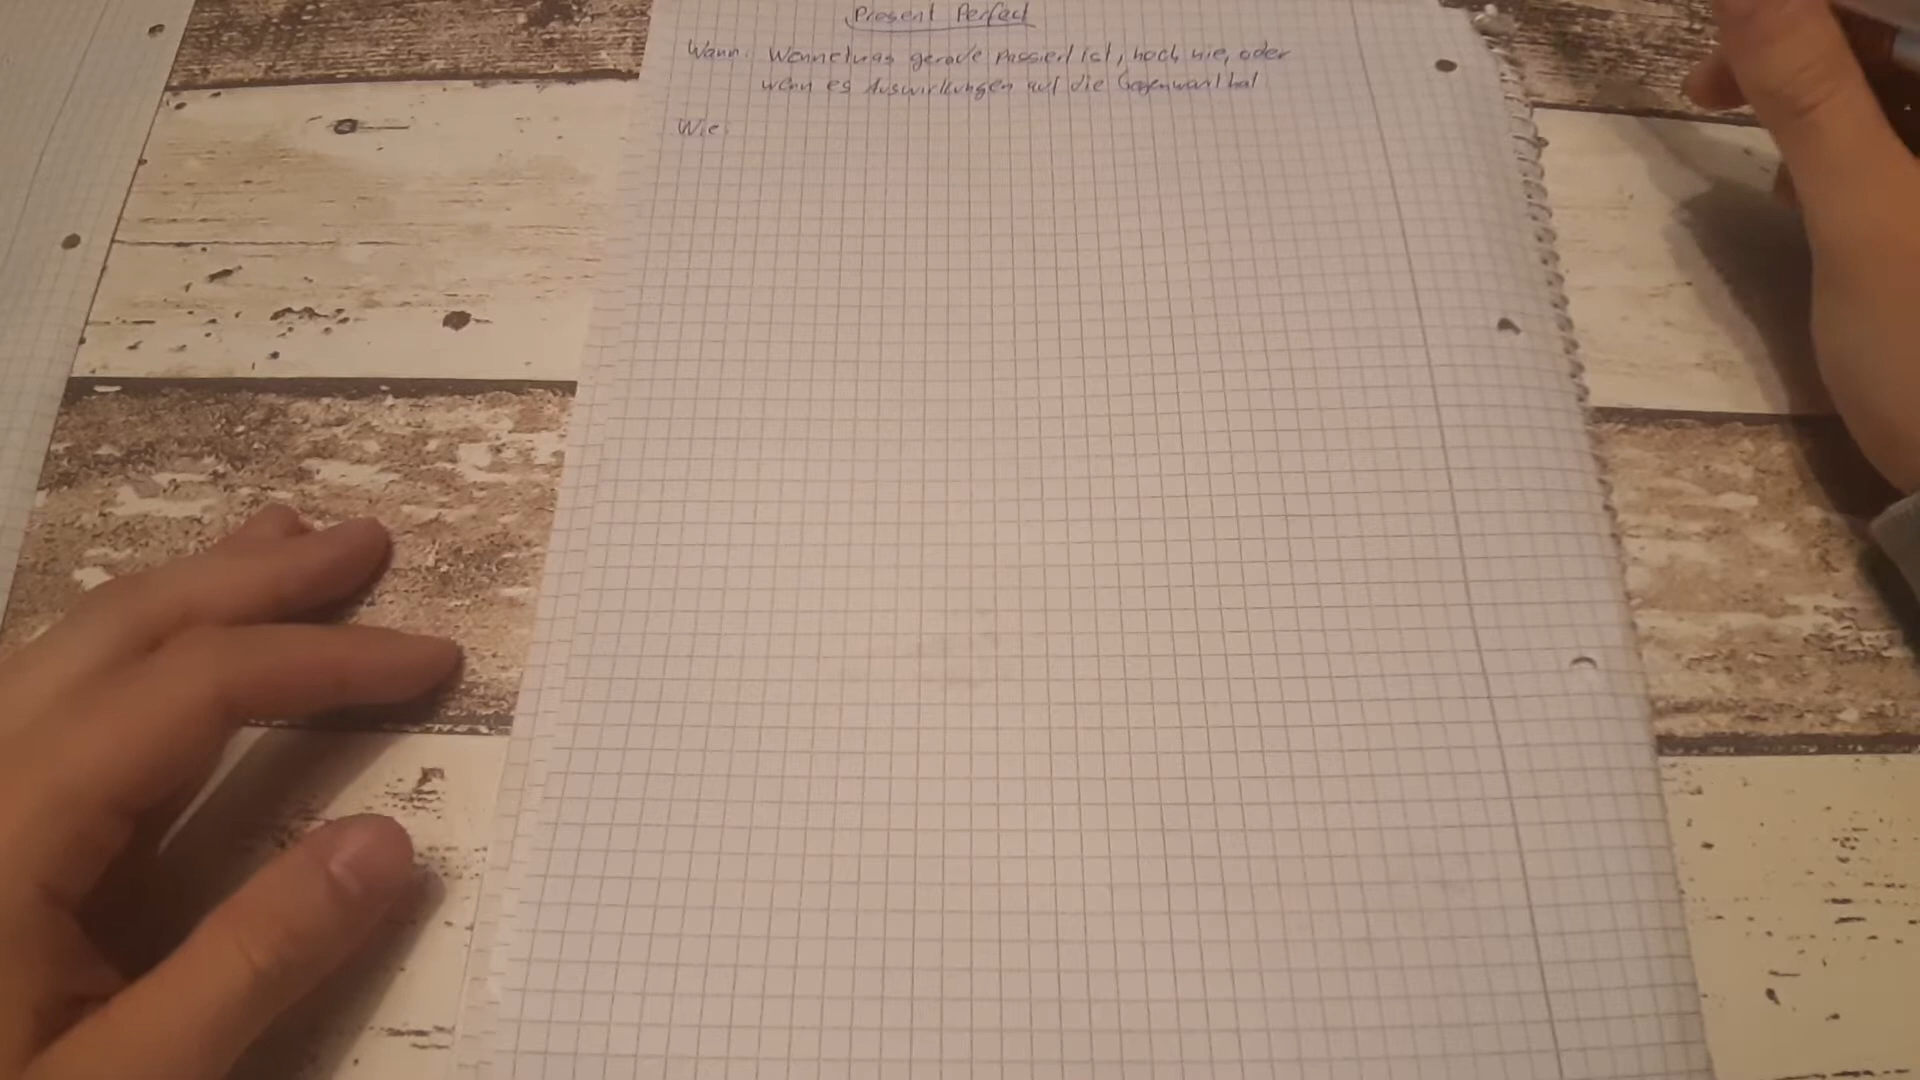 Present Perfect
Wann: Wenn etwas gerade passiert ist, noch nie, oder
wenn es Auswirkungen auf die Gegenwart hat
Wie: